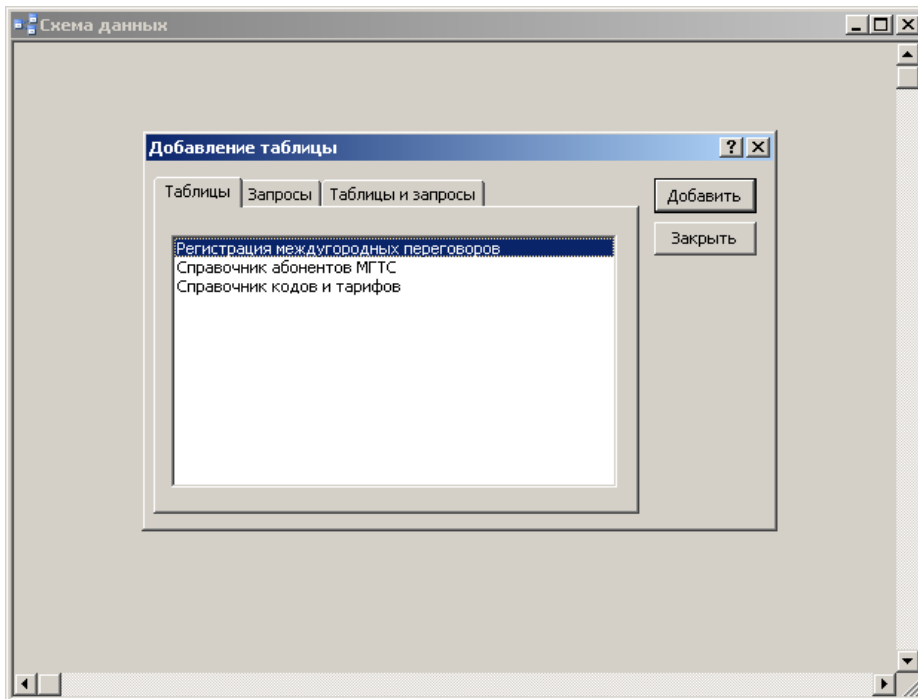 Схема данных
Добавление таблицы
Таблицы Запросы Таблицы и запросы
Добавить
Закрыть
Регистрация междугородных переговоров
Справочник абонентов МГТС
Справочник кодов и тарифов